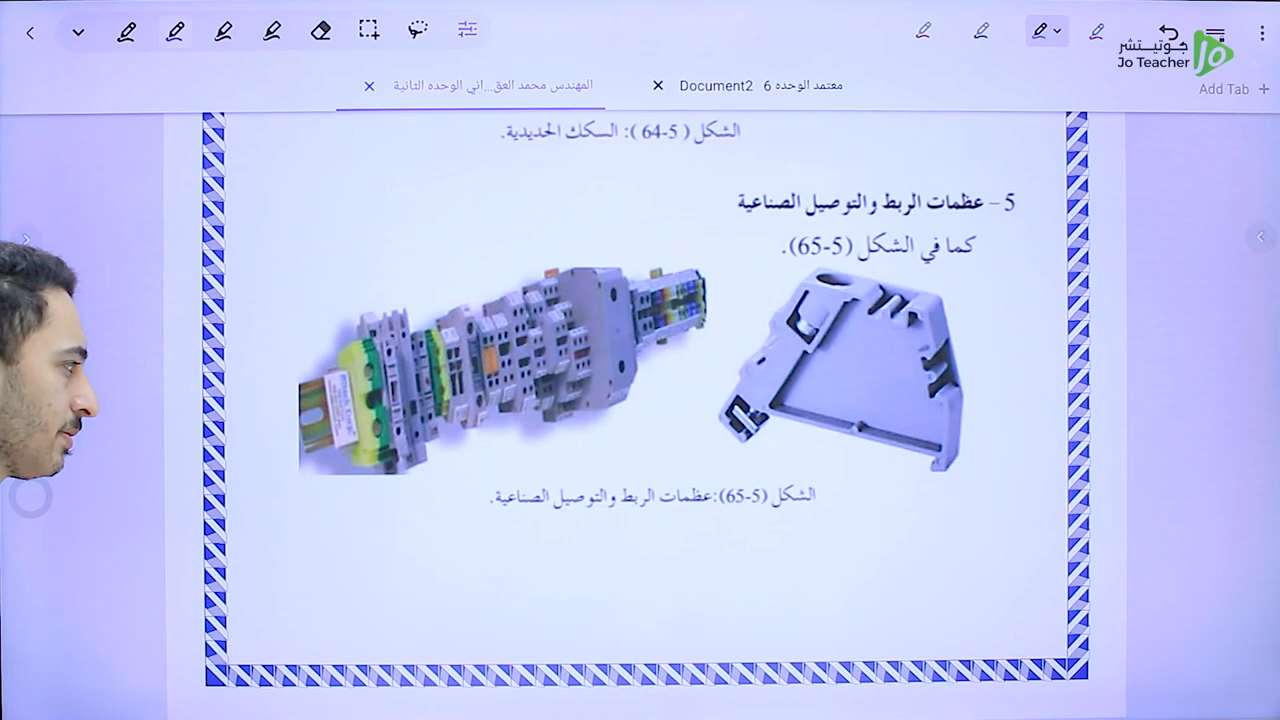 جوتيتشر
Jo Teacher
المهندس محمد العق...اني الوحده الثانية
Document2 معتمد الوحده 6
Add Tab +
الشكل ( 5-64 ): السكك الحديدية.
5 – عظمات الربط والتوصيل الصناعية
كما في الشكل (5-65).
الشكل (5-65):عظمات الربط والتوصيل الصناعية.